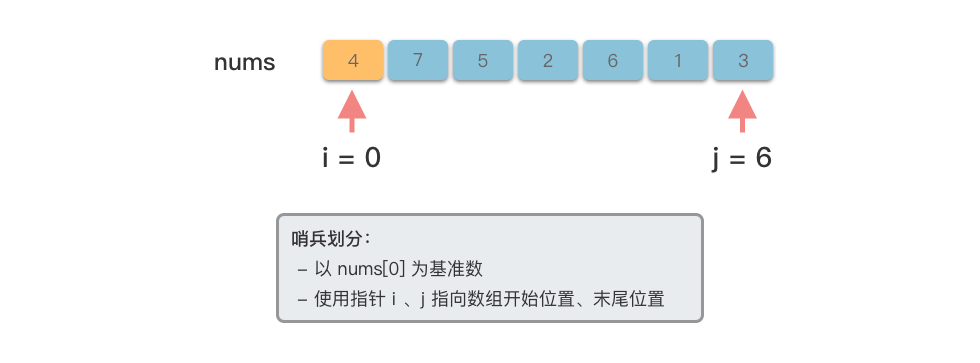 nums 4 7 5 2 6 1 3
i = 0 j = 6
哨兵划分：
– 以 nums[0] 为基准数
– 使用指针 i 、j 指向数组开始位置、末尾位置